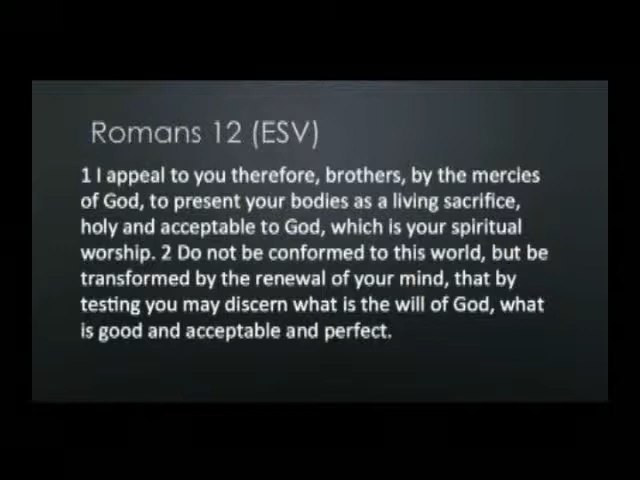 Romans 12 (ESV)
1 I appeal to you therefore, brothers, by the mercies
of God, to present your bodies as a living sacrifice,
holy and acceptable to God, which is your spiritual
worship. 2 Do not be conformed to this world, but be
transformed by the renewal of your mind, that by
testing you may discern what is the will of God, what
is good and acceptable and perfect.